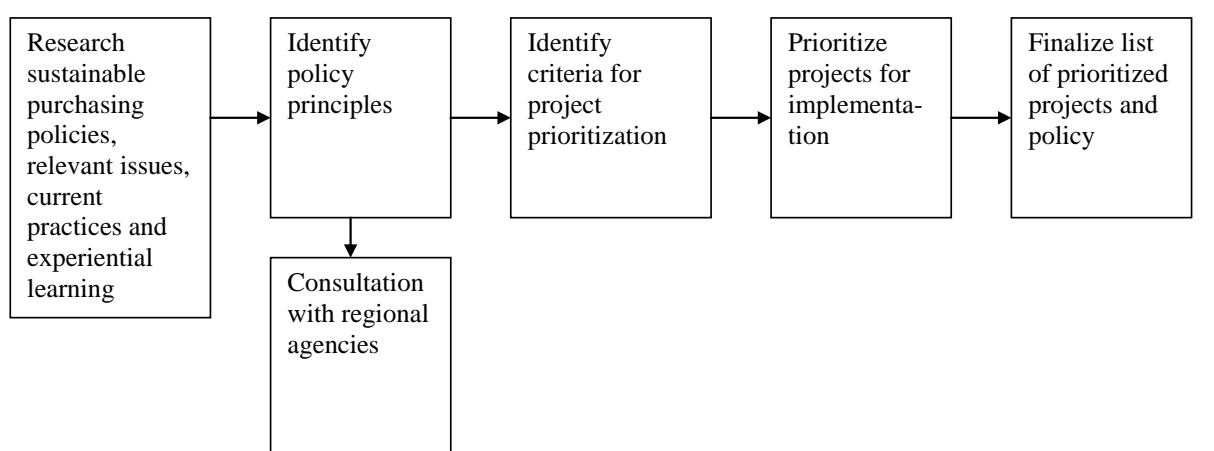 Research
sustainable
purchasing
policies,
relevant issues,
current
practices and
experiential
learning
Identify
policy
principles
Identify
criteria for
project
prioritization
Prioritize
projects for
implementa-
tion
Finalize list
of prioritized
projects and
policy
Consultation
with regional
agencies